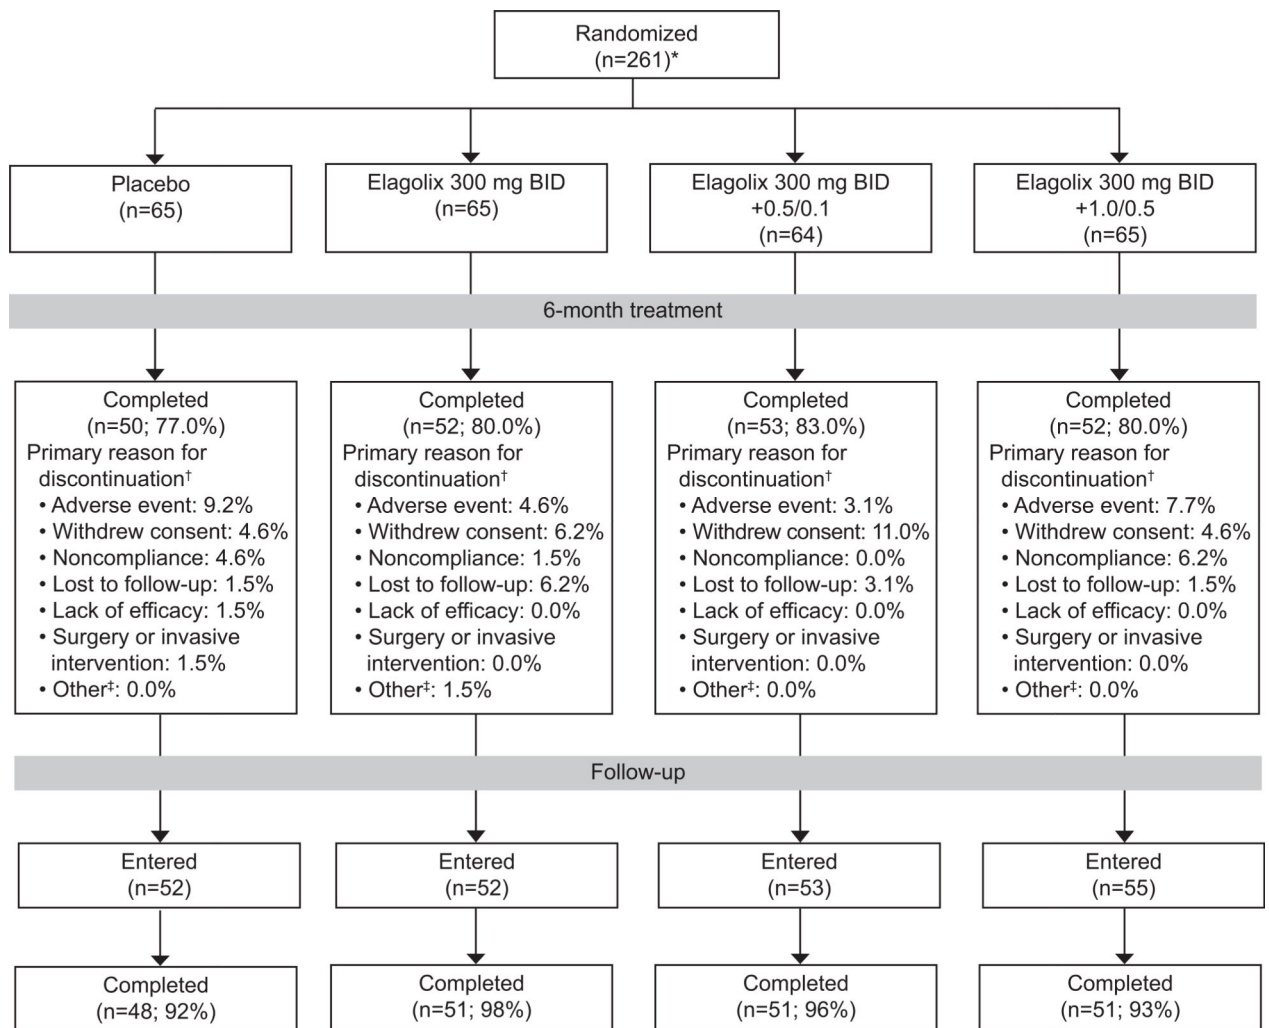 Randomized
(n=261)*
Placebo
(n=65)
Elagolix 300 mg BID
(n=65)
Elagolix 300 mg BID
+0.5/0.1
(n=64)
Elagolix 300 mg BID
+1.0/0.5
(n=65)
6-month treatment
Completed
(n=50; 77.0%)
Primary reason for
discontinuation†
• Adverse event: 9.2%
• Withdrew consent: 4.6%
• Noncompliance: 4.6%
• Lost to follow-up: 1.5%
• Lack of efficacy: 1.5%
• Surgery or invasive
intervention: 1.5%
• Other‡: 0.0%
Completed
(n=52; 80.0%)
Primary reason for
discontinuation†
• Adverse event: 4.6%
• Withdrew consent: 6.2%
• Noncompliance: 1.5%
• Lost to follow-up: 6.2%
• Lack of efficacy: 0.0%
• Surgery or invasive
intervention: 0.0%
• Other‡: 1.5%
Completed
(n=53; 83.0%)
Primary reason for
discontinuation†
• Adverse event: 3.1%
• Withdrew consent: 11.0%
• Noncompliance: 0.0%
• Lost to follow-up: 3.1%
• Lack of efficacy: 0.0%
• Surgery or invasive
intervention: 0.0%
• Other‡: 0.0%
Completed
(n=52; 80.0%)
Primary reason for
discontinuation†
• Adverse event: 7.7%
• Withdrew consent: 4.6%
• Noncompliance: 6.2%
• Lost to follow-up: 1.5%
• Lack of efficacy: 0.0%
• Surgery or invasive
intervention: 0.0%
• Other‡: 0.0%
Follow-up
Entered
(n=52)
Entered
(n=52)
Entered
(n=53)
Entered
(n=55)
Completed
(n=48; 92%)
Completed
(n=51; 98%)
Completed
(n=51; 96%)
Completed
(n=51; 93%)